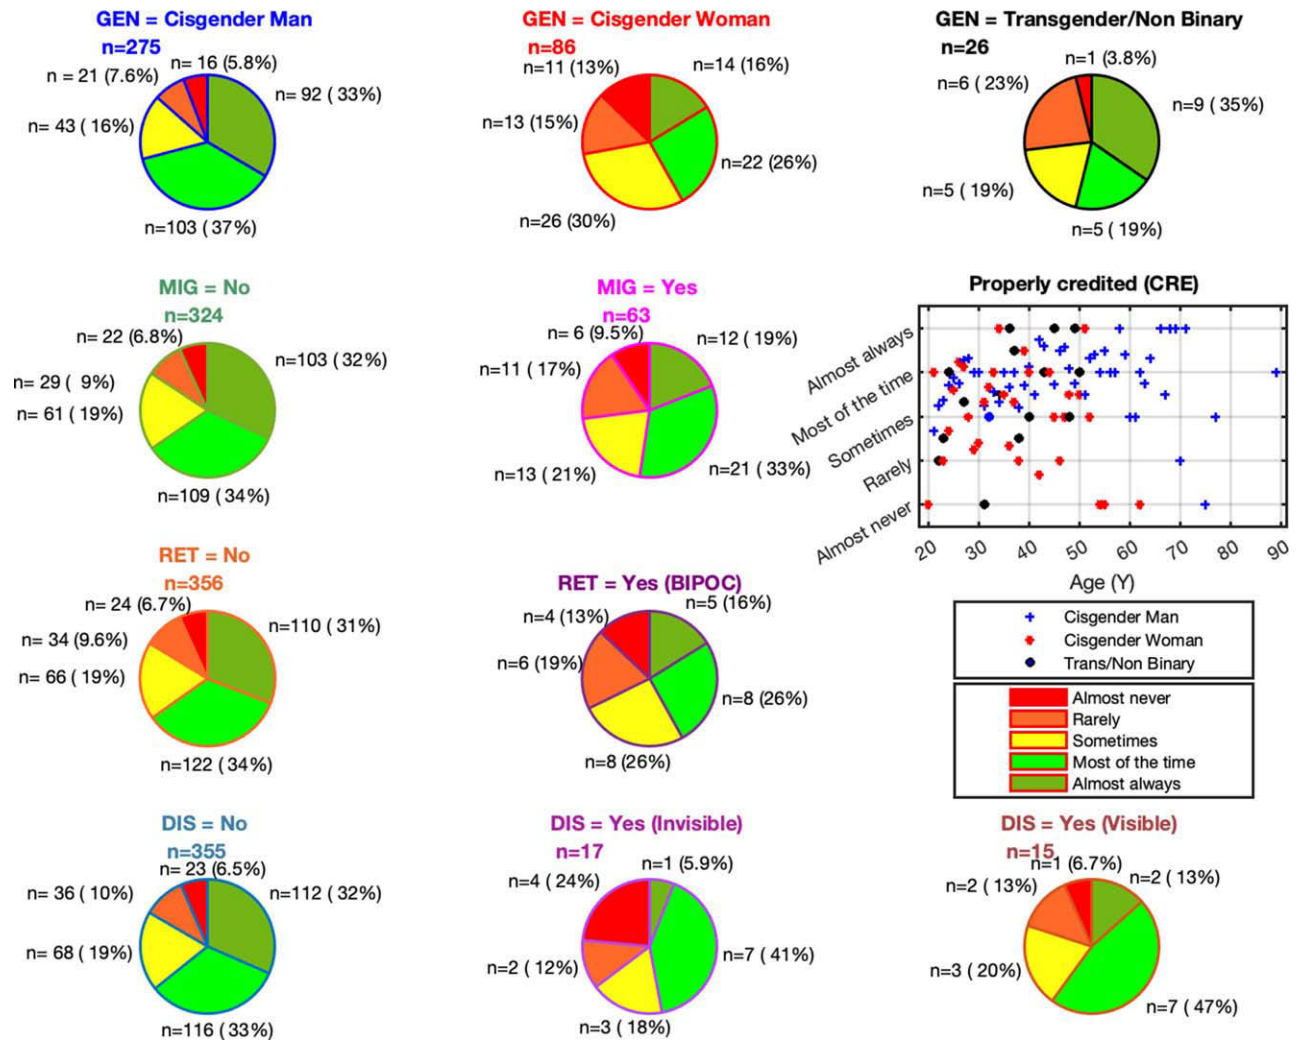 GEN = Cisgender Man
n=275
n= 16 (5.8%)
n = 21 (7.6%)
n= 92 ( 33%)
n= 43 ( 16%)
n=103 ( 37%)
GEN = Cisgender Woman
n=86
n=11 (13%)
n=14 (16%)
n=13 (15%)
n=22 (26%)
n=26 (30%)
GEN = Transgender/Non Binary
n=26
n=1 (3.8%)
n=6 ( 23%)
n=9 ( 35%)
n=5 ( 19%)
n=5 ( 19%)
MIG = No
n=324
n= 22 (6.8%)
n=103 ( 32%)
n= 29 ( 9%)
n= 61 ( 19%)
n=109 ( 34%)
MIG = Yes
n=63
n= 6 (9.5%)
n=12 ( 19%)
n=11 ( 17%)
n=13 ( 21%)
n=21 ( 33%)
Properly credited (CRE)
Almost always
Most of the time
Sometimes
Rarely
Almost never
20 30 40 50 60 70 80 90
Age (Y)
RET = No
n=356
n= 24 (6.7%)
n=110 ( 31%)
n= 34 (9.6%)
n= 66 ( 19%)
n=122 ( 34%)
RET = Yes (BIPOC)
n=4 (13%)
n=5 (16%)
n=6 (19%)
n=8 (26%)
n=8 (26%)
Cisgender Man
Cisgender Woman
Trans/Non Binary
Almost never
Rarely
Sometimes
Most of the time
Almost always
DIS = No
n=355
n= 23 (6.5%)
n= 36 ( 10%)
n=112 ( 32%)
n= 68 ( 19%)
n=116 ( 33%)
DIS = Yes (Invisible)
n=17
n=1 (5.9%)
n=4 ( 24%)
n=7 ( 41%)
n=2 ( 12%)
n=3 ( 18%)
DIS = Yes (Visible)
n=15
n=1 (6.7%)
n=2 ( 13%)
n=2 ( 13%)
n=3 ( 20%)
n=7 ( 47%)